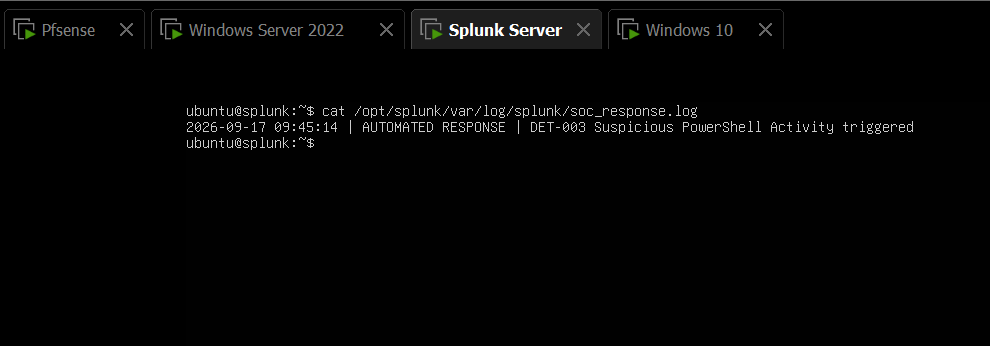 Pfsense
Windows Server 2022
Splunk Server
Windows 10
ubuntu@splunk:~$ cat /opt/splunk/var/log/splunk/soc_response.log
2026-09-17 09:45:14 | AUTOMATED RESPONSE | DET-003 Suspicious PowerShell Activity triggered
ubuntu@splunk:~$